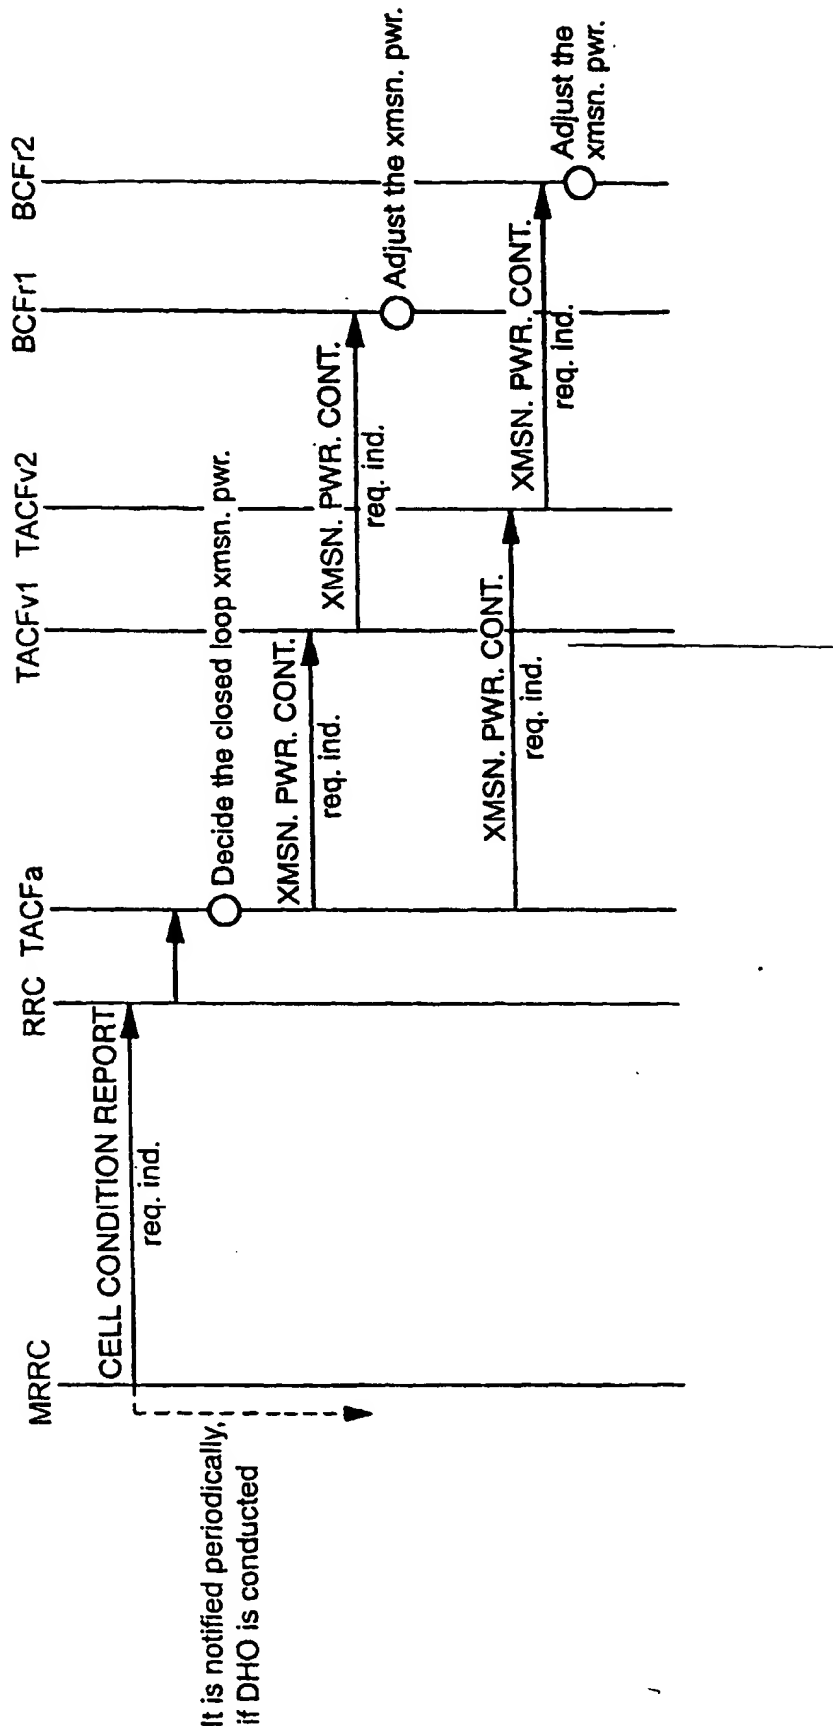 MRRC
RRC
TACFa
TACFv1
TACFv2
BCFr1
BCFr2
CELL CONDITION REPORT
req. ind.
It is notified periodically,
if DHO is conducted
Decide the closed loop xmsn. pwr.
XMSN. PWR. CONT.
req. ind.
XMSN. PWR. CONT.
req. ind.
Adjust the xmsn. pwr.
XMSN. PWR. CONT.
req. ind.
XMSN. PWR. CONT.
req. ind.
Adjust the
xmsn. pwr.